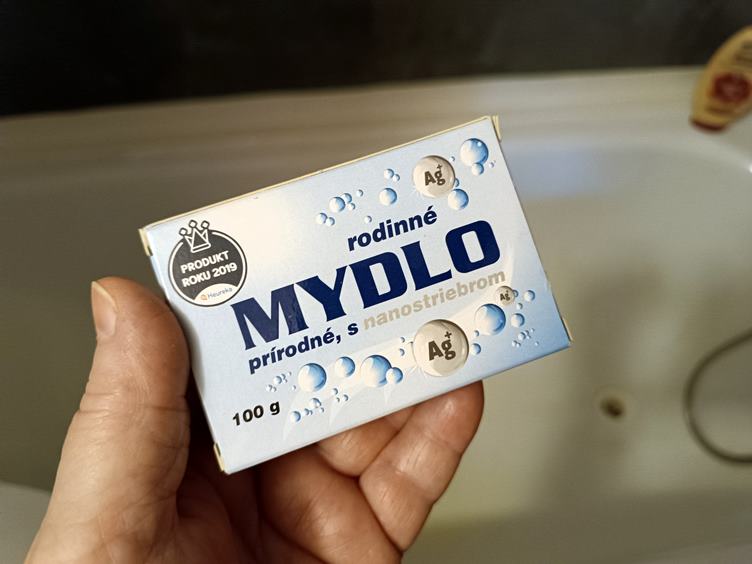 Ag+
rodinné
PRODUKT
ROKU 2019
Heureka
MYDLO
prírodné, s nanostriebrom
Ag+
Ag+
100 g